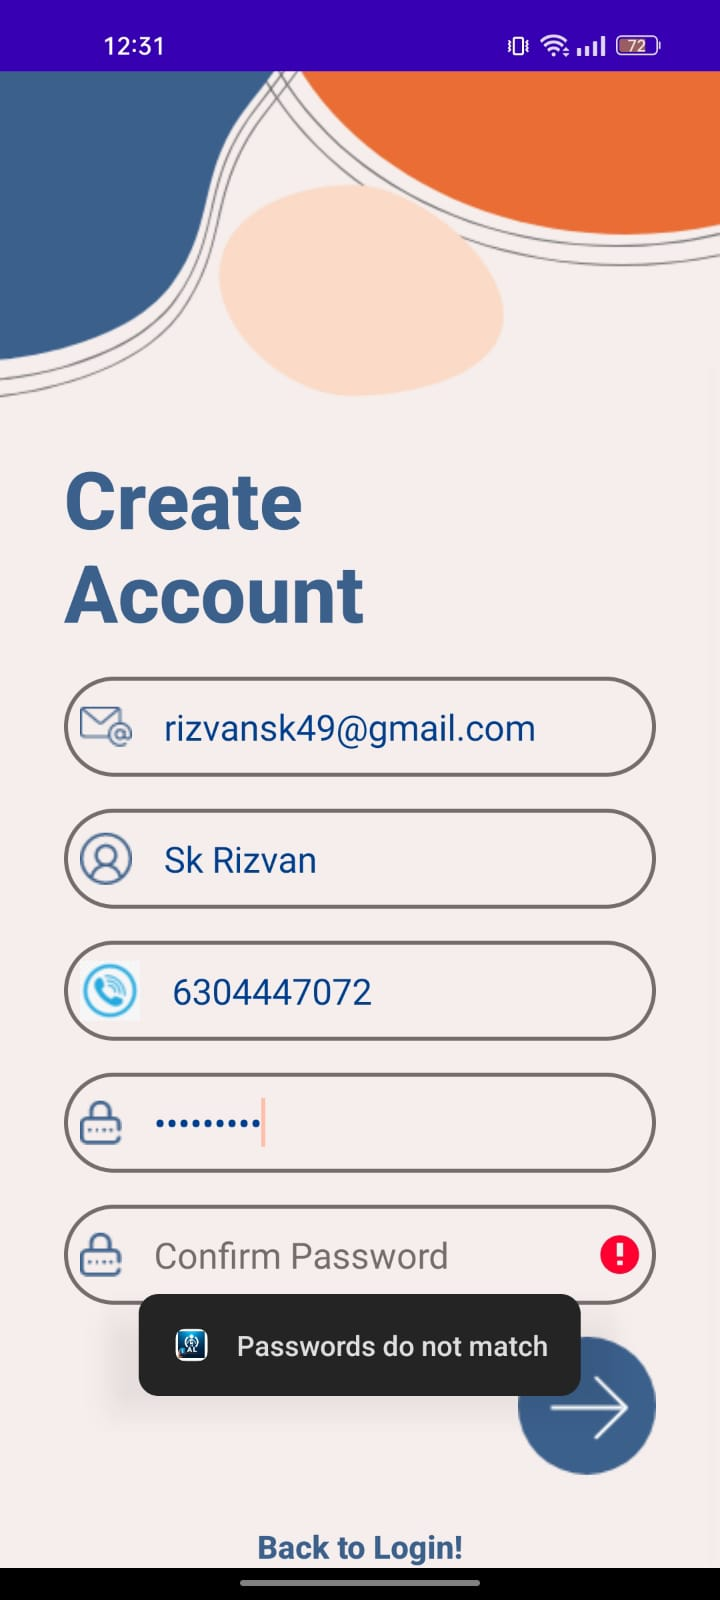 12:31
72
Create
Account
rizvansk49@gmail.com
Sk Rizvan
6304447072
•••••••••
Confirm Password
Passwords do not match
Back to Login!